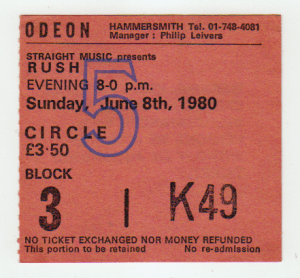 ODEON HAMMERSMITH Tel. 01-748-4081
Manager : Philip Leivers
STRAIGHT MUSIC presents
RUSH
EVENING 8-0 p.m.
Sunday, June 8th, 1980
5
CIRCLE
£3·50
BLOCK
3 | K49
NO TICKET EXCHANGED NOR MONEY REFUNDED
This portion to be retained No re-admission